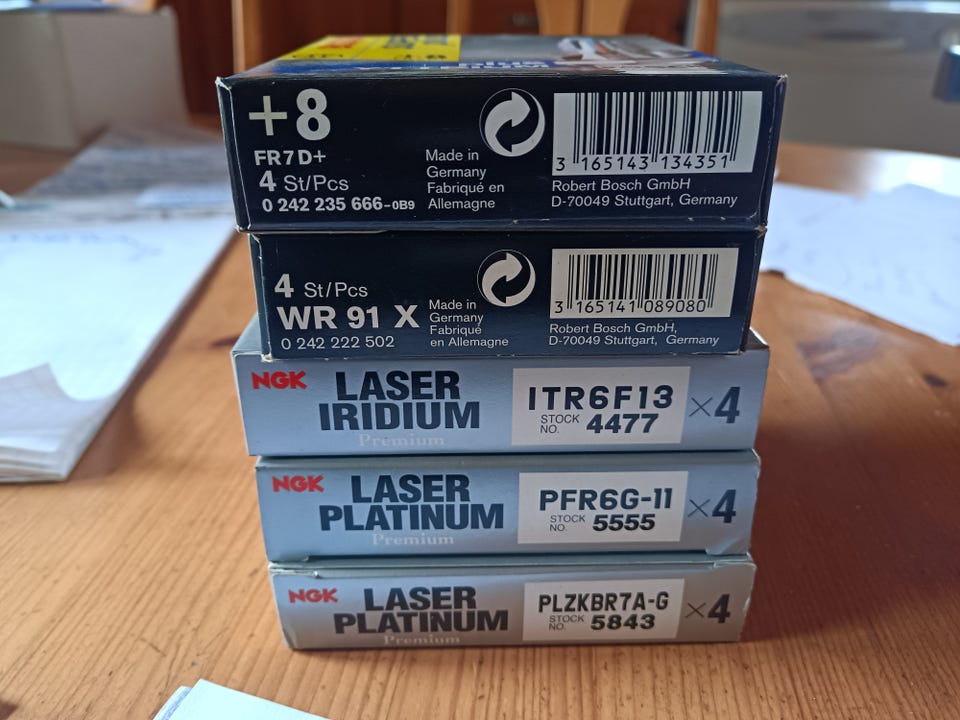 +8
FR7D+
4 St/Pcs
0 242 235 666-0B9
Made in
Germany
Fabriqué en
Allemagne
3 165143 134351
Robert Bosch GmbH
D-70049 Stuttgart, Germany
4 St/Pcs
WR 91 X
0 242 222 502
Made in
Germany
Fabriqué
en Allemagne
3 165141 089080
Robert Bosch GmbH,
D-70049 Stuttgart, Germany
NGK
LASER
IRIDIUM
Premium
ITR6F13
STOCK
NO. 4477
×4
NGK
LASER
PLATINUM
Premium
PFR6G-11
STOCK
NO. 5555
×4
NGK
LASER
PLATINUM
Premium
PLZKBR7A-G
STOCK
NO. 5843
×4